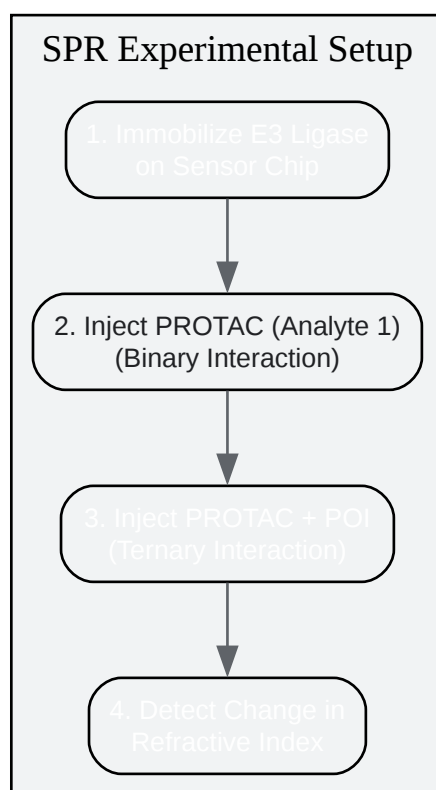 SPR Experimental Setup
1. Immobilize E3 Ligase
on Sensor Chip
2. Inject PROTAC (Analyte 1)
(Binary Interaction)
3. Inject PROTAC + POI
(Ternary Interaction)
4. Detect Change in
Refractive Index